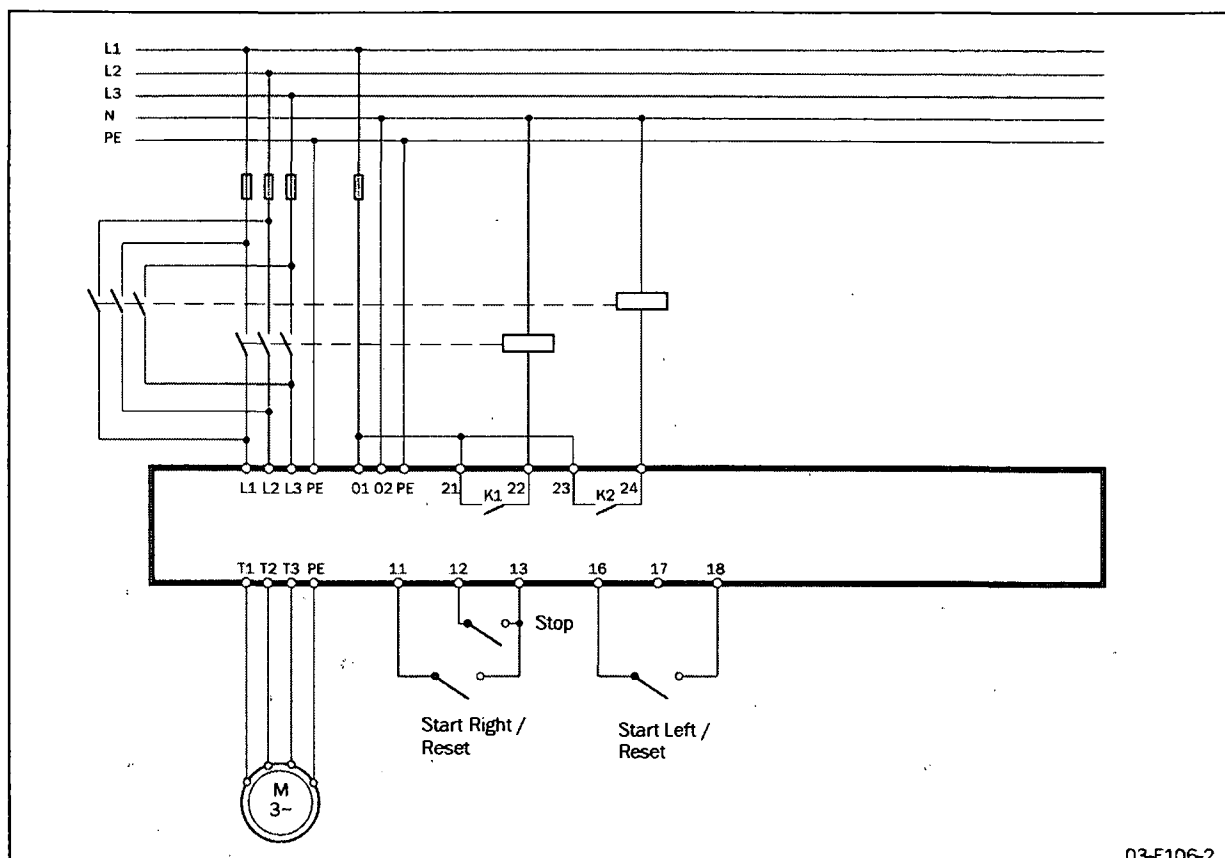 L1
L2
L3
N
PE
L1 L2 L3 PE 01 02 PE 21 K1 22 23 K2 24
T1 T2 T3 PE 11 12 13 16 17 18
Stop
Start Right /
Reset
Start Left /
Reset
M
3~
03-E106-2